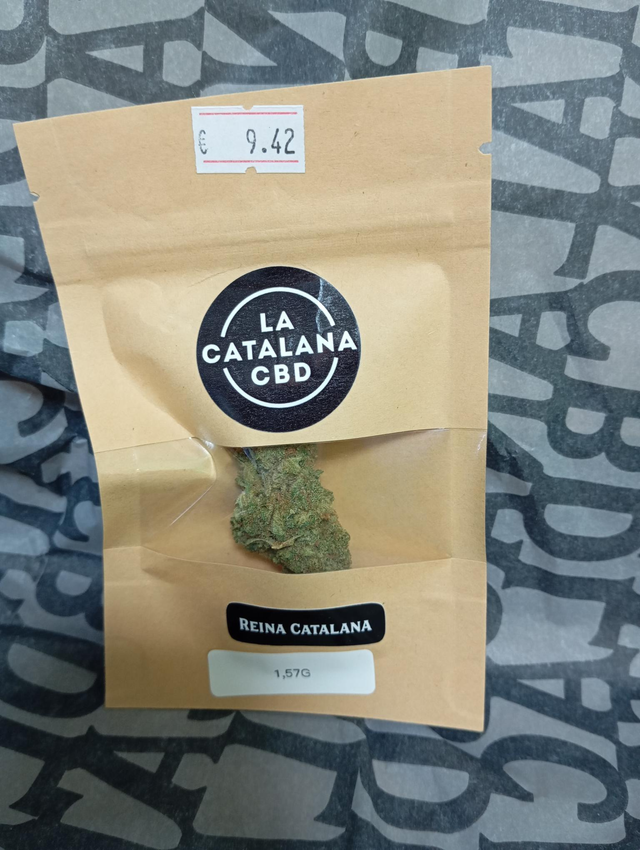 € 9.42
LA
CATALANA
CBD
REINA CATALANA
1,57G